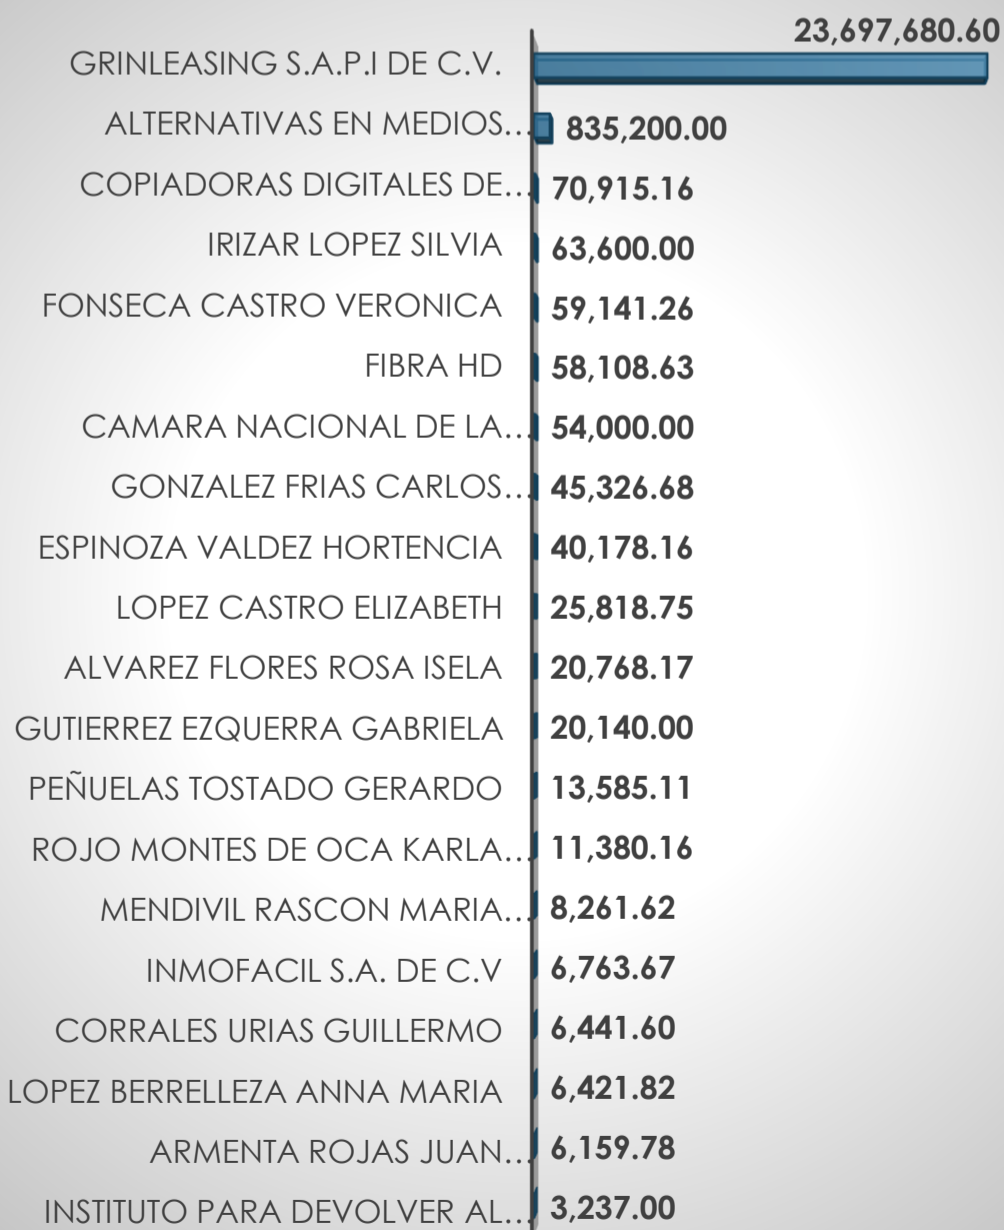 23,697,680.60
GRINLEASING S.A.P.I DE C.V.
ALTERNATIVAS EN MEDIOS… 835,200.00
COPIADORAS DIGITALES DE… 70,915.16
IRIZAR LOPEZ SILVIA 63,600.00
FONSECA CASTRO VERONICA 59,141.26
FIBRA HD 58,108.63
CAMARA NACIONAL DE LA… 54,000.00
GONZALEZ FRIAS CARLOS… 45,326.68
ESPINOZA VALDEZ HORTENCIA 40,178.16
LOPEZ CASTRO ELIZABETH 25,818.75
ALVAREZ FLORES ROSA ISELA 20,768.17
GUTIERREZ EZQUERRA GABRIELA 20,140.00
PEÑUELAS TOSTADO GERARDO 13,585.11
ROJO MONTES DE OCA KARLA… 11,380.16
MENDIVIL RASCON MARIA… 8,261.62
INMOFACIL S.A. DE C.V 6,763.67
CORRALES URIAS GUILLERMO 6,441.60
LOPEZ BERRELLEZA ANNA MARIA 6,421.82
ARMENTA ROJAS JUAN… 6,159.78
INSTITUTO PARA DEVOLVER AL… 3,237.00